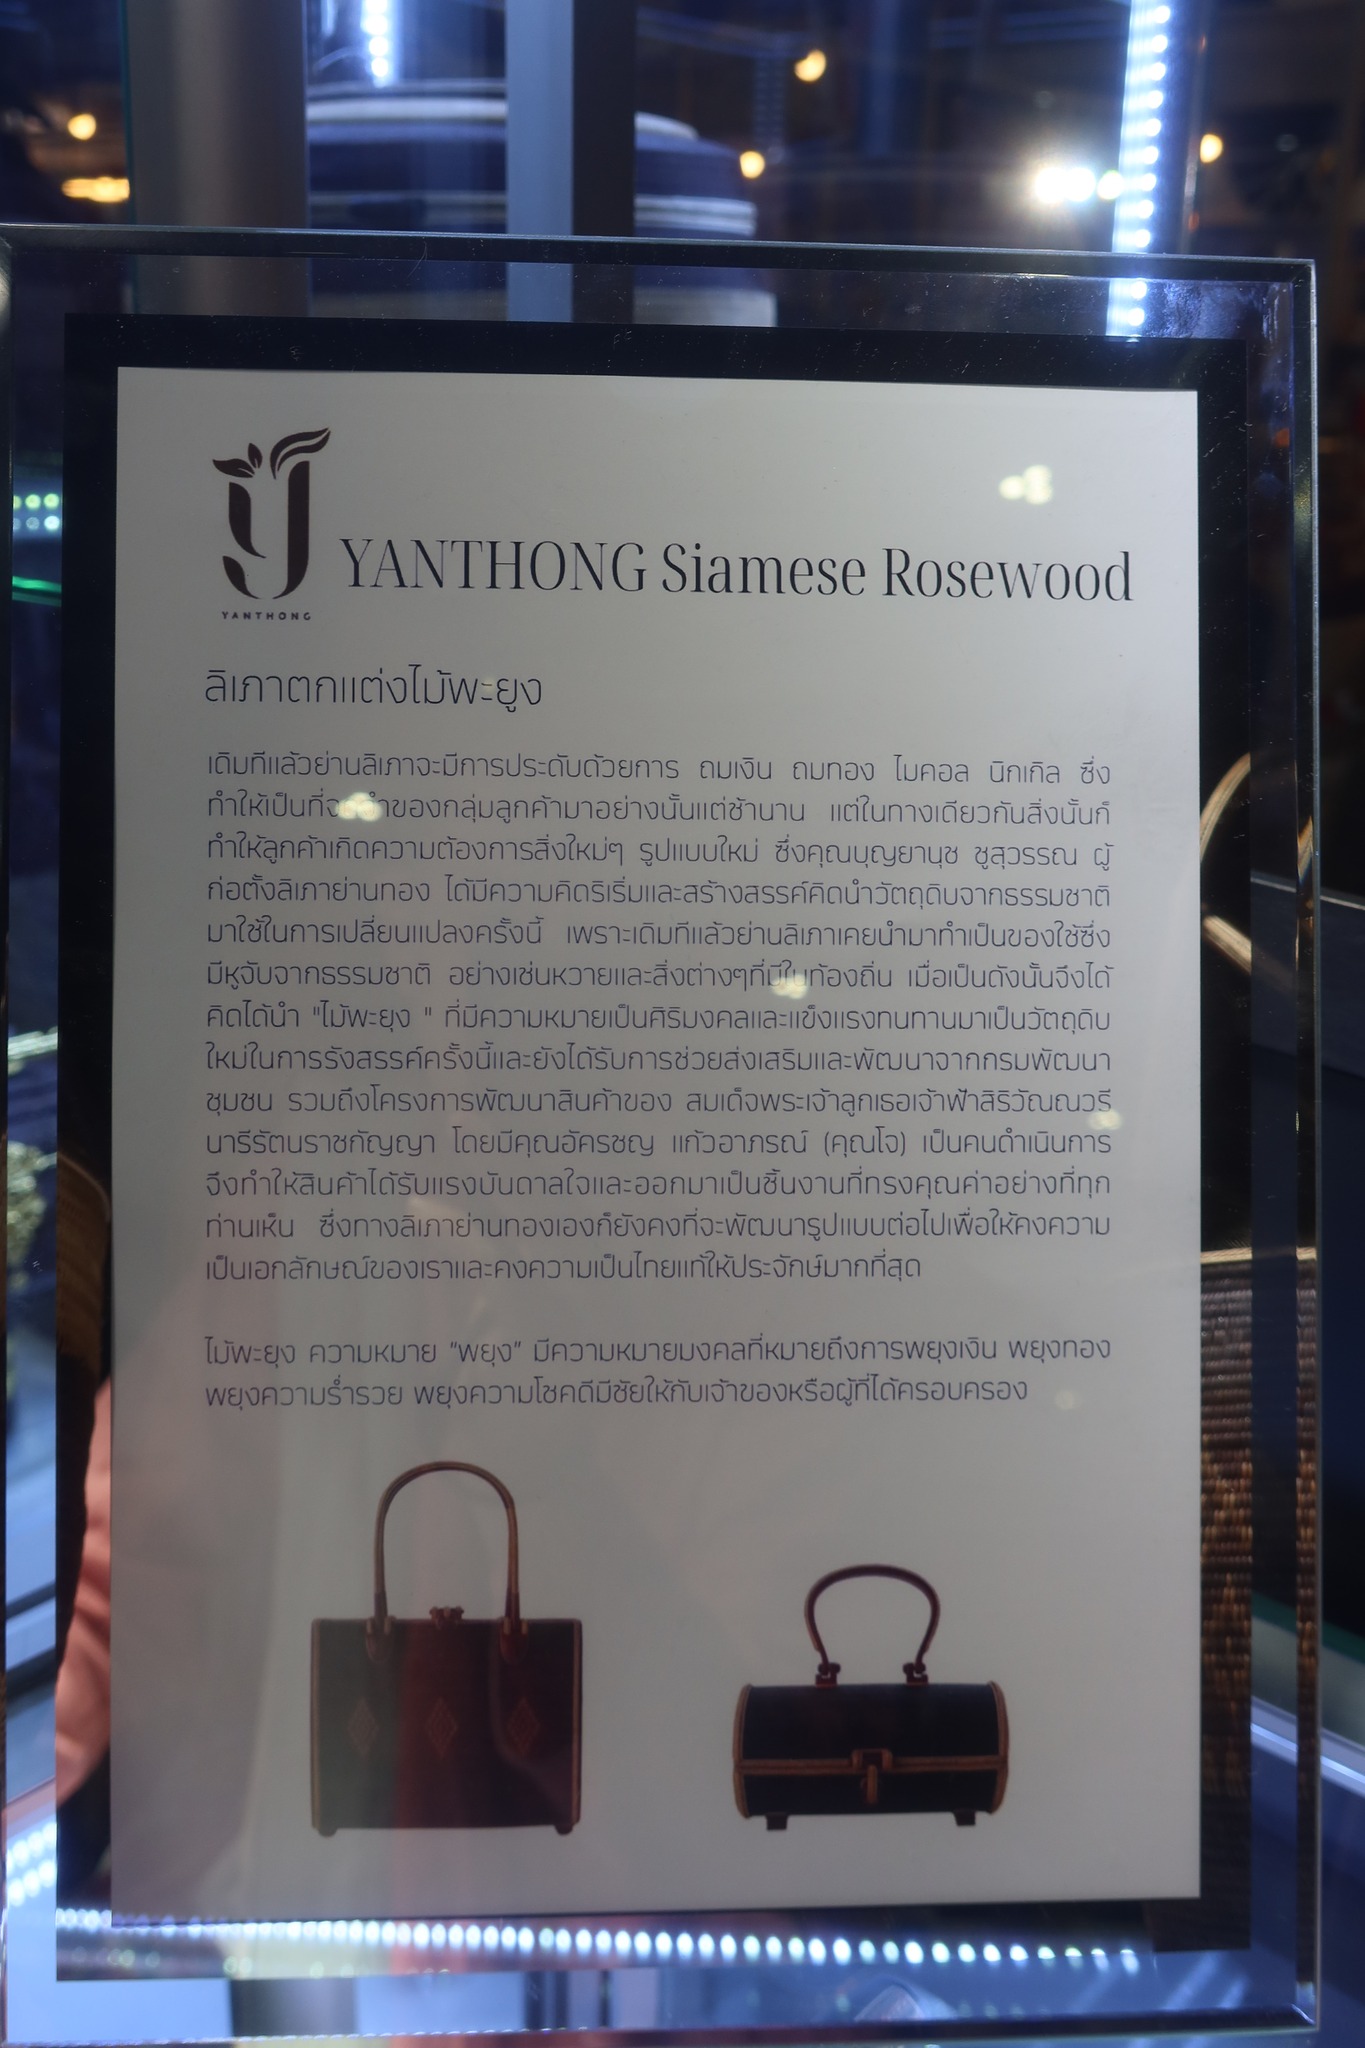 YANTHONG
YANTHONG Siamese Rosewood
ลิเภาตกแต่งไม้พะยูง
เดิมทีแล้วย่านลิเภาจะมีการประดับด้วยการ ถมเงิน ถมทอง ไมคอล นิกเกิล ซึ่ง
ทำให้เป็นที่จดจำของกลุ่มลูกค้ามาอย่างนั้นแต่ช้านาน แต่ในทางเดียวกันสิ่งนั้นก็
ทำให้ลูกค้าเกิดความต้องการสิ่งใหม่ๆ รูปแบบใหม่ ซึ่งคุณบุญยานุช ชูสุวรรณ ผู้
ก่อตั้งลิเภาย่านทอง ได้มีความคิดริเริ่มและสร้างสรรค์คิดนำวัตถุดิบจากธรรมชาติ
มาใช้ในการเปลี่ยนแปลงครั้งนี้ เพราะเดิมทีแล้วย่านลิเภาเคยนำมาทำเป็นของใช้ซึ่ง
มีหูจับจากธรรมชาติ อย่างเช่นหวายและสิ่งต่างๆที่มีในท้องถิ่น เมื่อเป็นดังนั้นจึงได้
คิดได้นำ "ไม้พะยุง " ที่มีความหมายเป็นศิริมงคลและแข็งแรงทนทานมาเป็นวัตถุดิบ
ใหม่ในการรังสรรค์ครั้งนี้และยังได้รับการช่วยส่งเสริมและพัฒนาจากกรมพัฒนา
ชุมชน รวมถึงโครงการพัฒนาสินค้าของ สมเด็จพระเจ้าลูกเธอเจ้าฟ้าสิริวัณณวรี
นารีรัตนราชกัญญา โดยมีคุณอัครชญ แก้วอาภรณ์ (คุณโจ) เป็นคนดำเนินการ
จึงทำให้สินค้าได้รับแรงบันดาลใจและออกมาเป็นชิ้นงานที่ทรงคุณค่าอย่างที่ทุก
ท่านเห็น ซึ่งทางลิเภาย่านทองเองก็ยังคงที่จะพัฒนารูปแบบต่อไปเพื่อให้คงความ
เป็นเอกลักษณ์ของเราและคงความเป็นไทยแท้ให้ประจักษ์มากที่สุด
ไม้พะยุง ความหมาย "พยุง" มีความหมายมงคลที่หมายถึงการพยุงเงิน พยุงทอง
พยุงความร่ำรวย พยุงความโชคดีมีชัยให้กับเจ้าของหรือผู้ที่ได้ครอบครอง